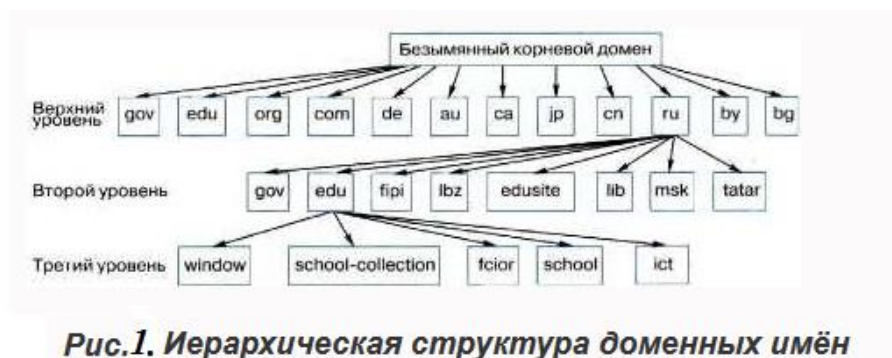 Безымянный корневой домен
Верхний уровень
gov edu org com de au ca jp cn ru by bg
Второй уровень
gov edu fipi lbz edusite lib msk tatar
Третий уровень
window school-collection fcior school ict
Рис.1. Иерархическая структура доменных имён